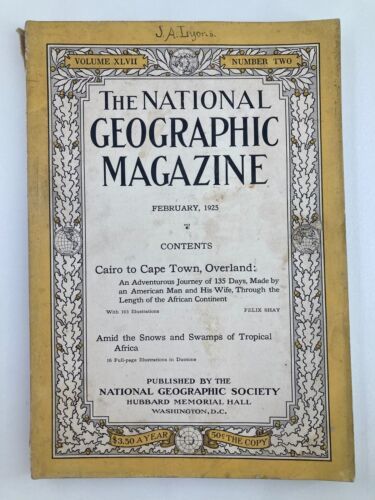 J.A. Lyons.
VOLUME XLVII NUMBER TWO
THE NATIONAL
GEOGRAPHIC
MAGAZINE
FEBRUARY, 1925
CONTENTS
Cairo to Cape Town, Overland:
An Adventurous Journey of 135 Days, Made by
an American Man and His Wife, Through the
Length of the African Continent
With 103 Illustrations FELIX SHAY
Amid the Snows and Swamps of Tropical
Africa
16 Full-page Illustrations in Duotone
PUBLISHED BY THE
NATIONAL GEOGRAPHIC SOCIETY
HUBBARD MEMORIAL HALL
WASHINGTON, D.C.
$3.50 A YEAR 50¢ THE COPY